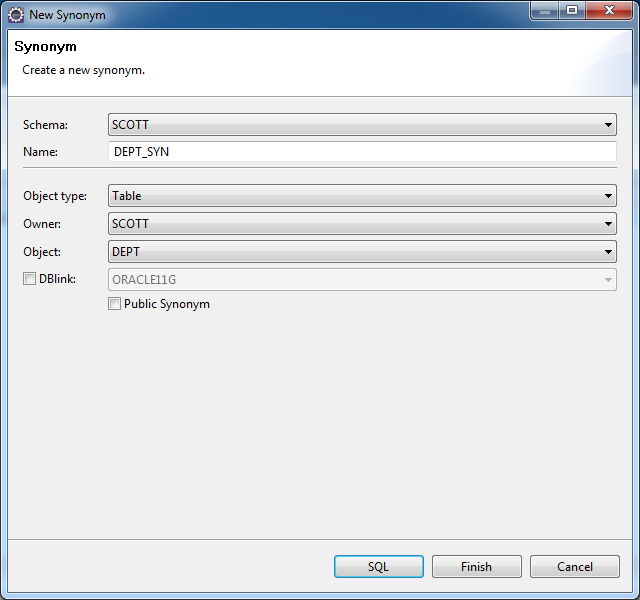 New Synonym
Synonym
Create a new synonym.
Schema: SCOTT
Name: DEPT_SYN
Object type: Table
Owner: SCOTT
Object: DEPT
DBlink: ORACLE11G
Public Synonym
SQL Finish Cancel